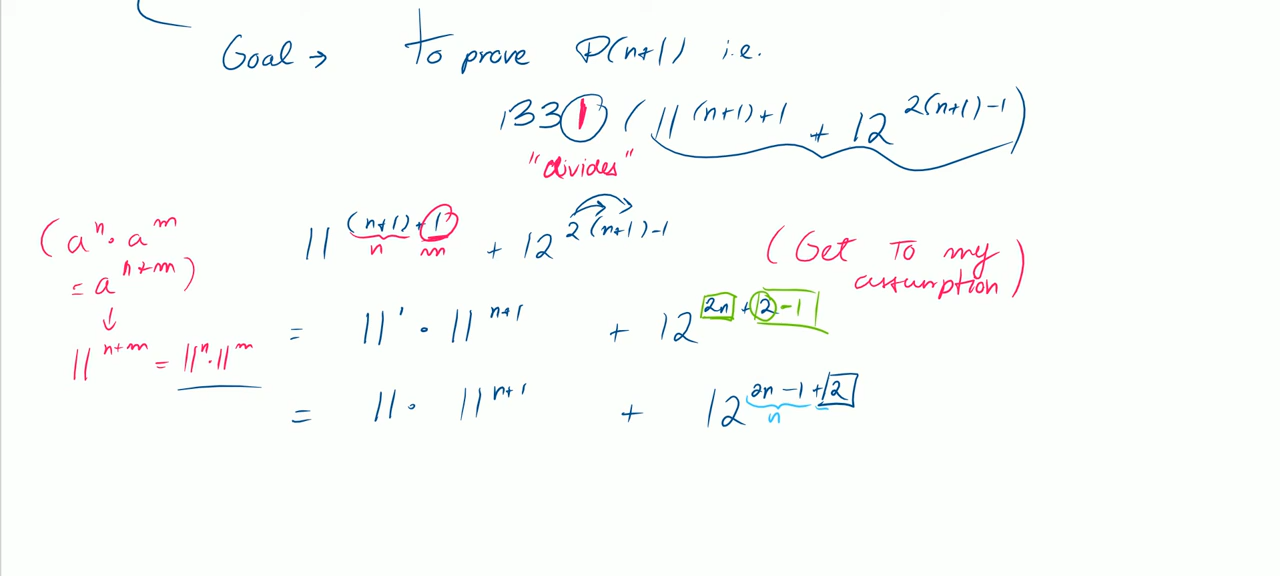 Goal → To prove P(n+1) i.e.
133 | (11^(n+1)+1 + 12^2(n+1)-1)
"divides"
(a^n · a^m
= a^n+m)
↓
11^n+m = 11^n · 11^m
11^(n+1)+1 + 12^2(n+1)-1
n m
(Get To my
assumption)
= 11^1 · 11^n+1 + 12^2n+2-1
= 11 · 11^n+1 + 12^2n-1+2
n